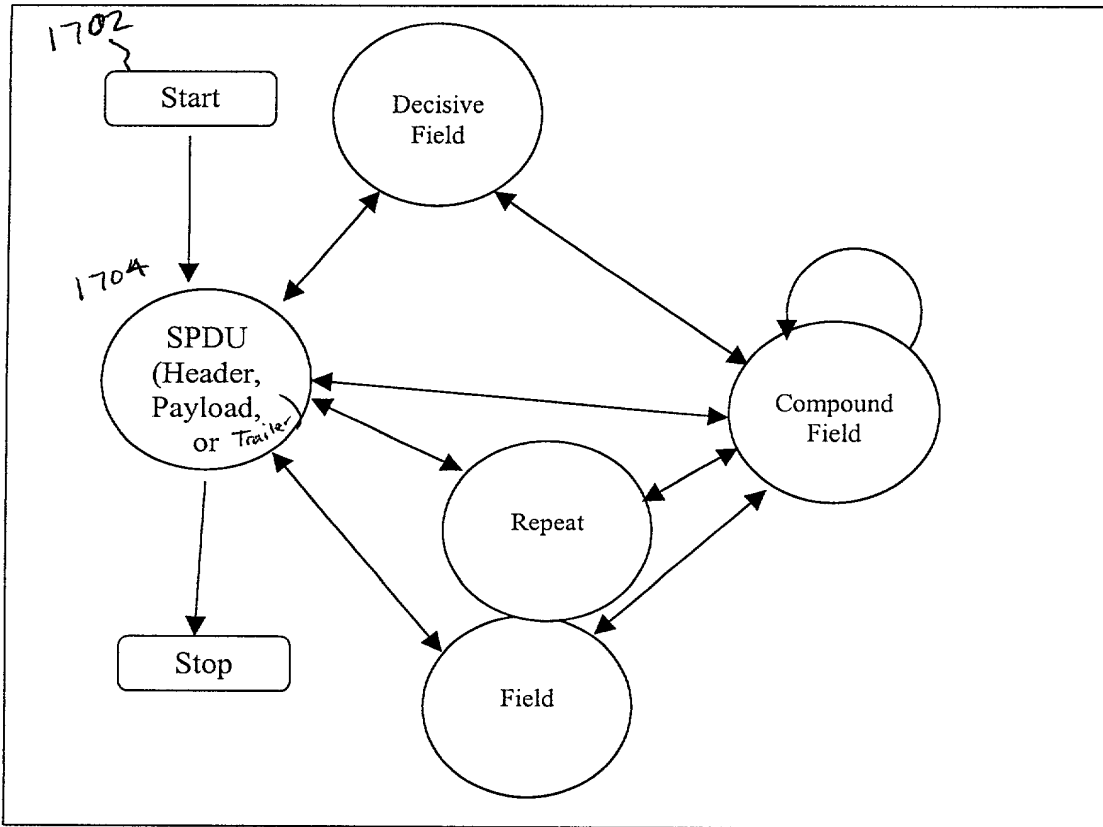 1702
Start
Decisive
Field
1704
SPDU
(Header,
Payload,
or Trailer)
Compound
Field
Repeat
Stop
Field